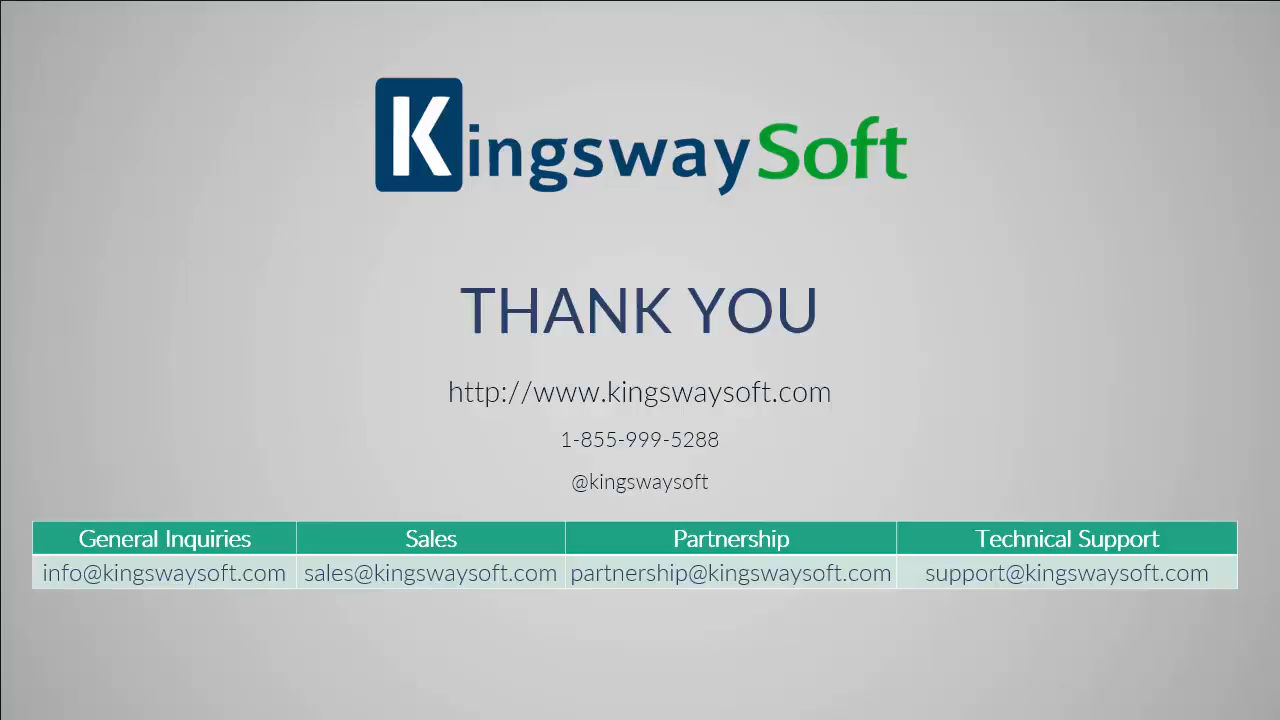 KingswaySoft
THANK YOU
http://www.kingswaysoft.com
1-855-999-5288
@kingswaysoft
General Inquiries Sales Partnership Technical Support
info@kingswaysoft.com sales@kingswaysoft.com partnership@kingswaysoft.com support@kingswaysoft.com